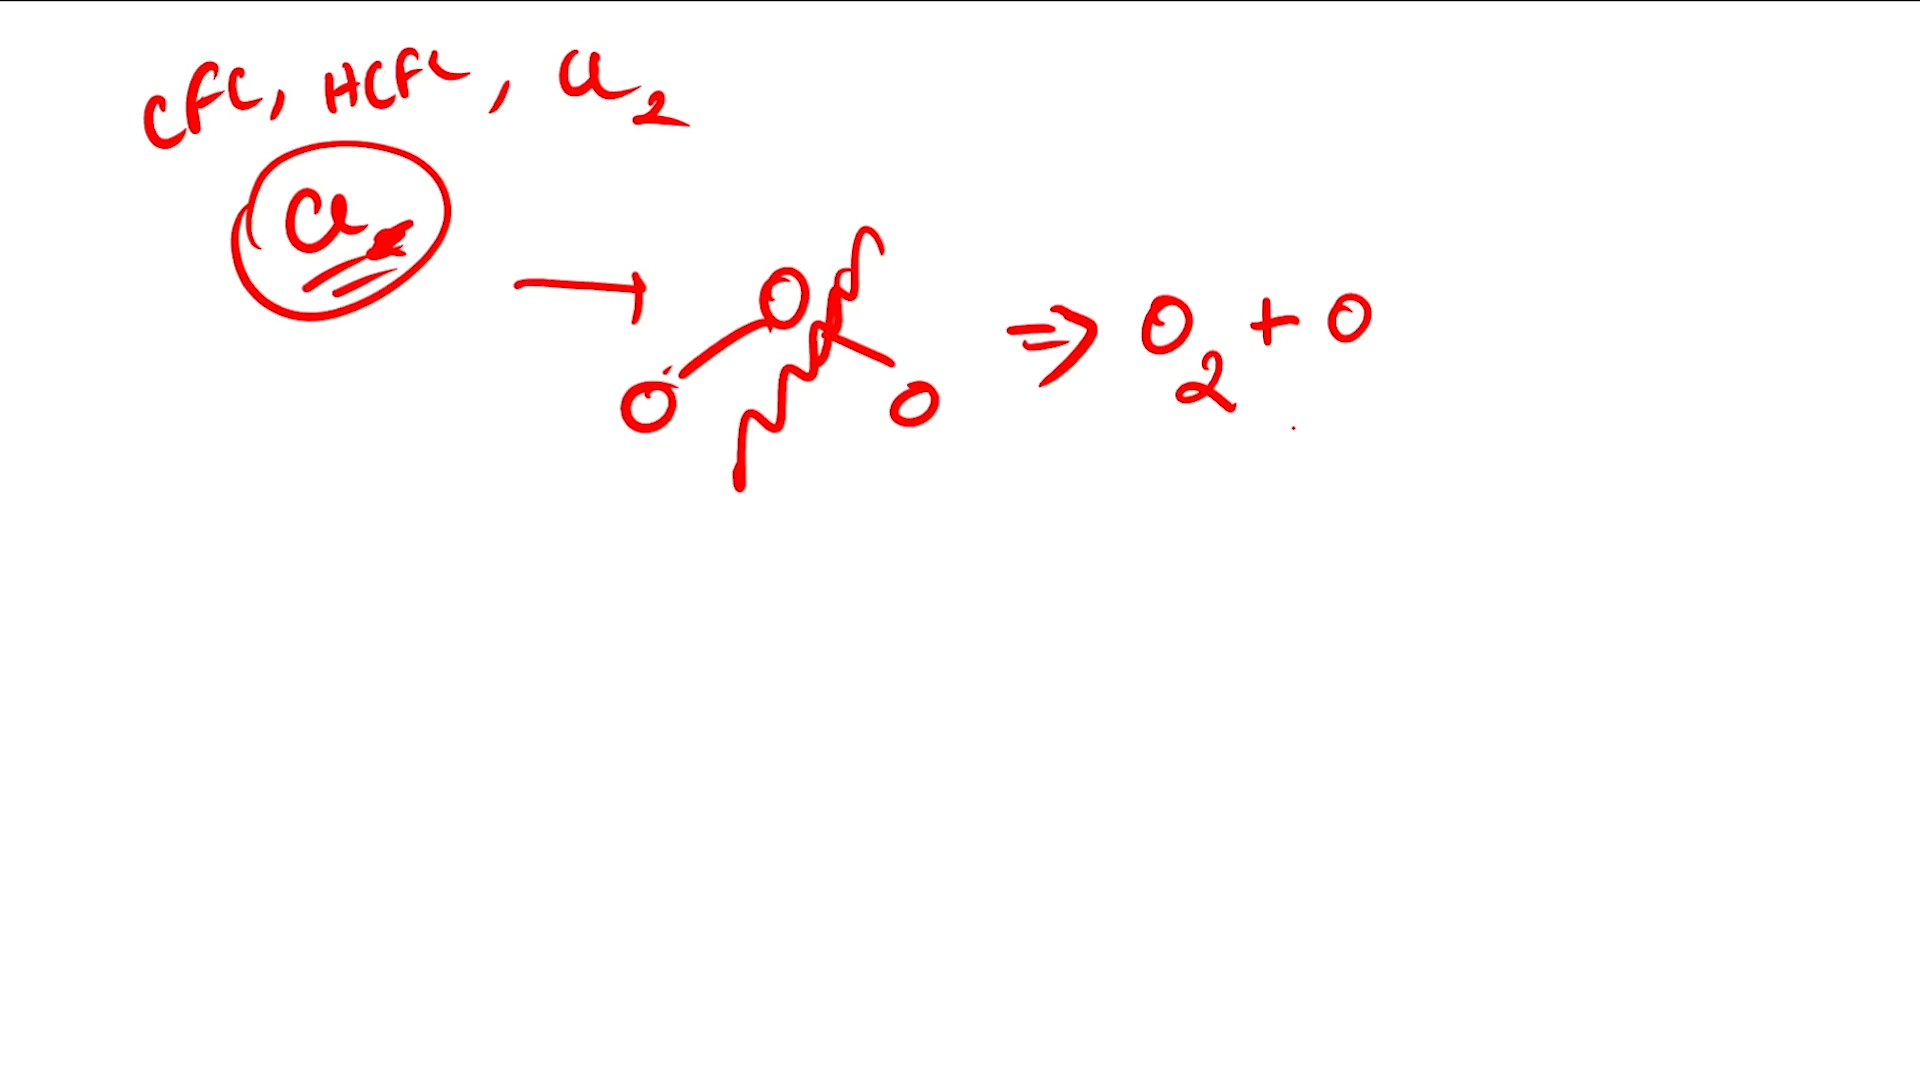 CFC, HCFC, Cl2
Cl
O
O O
⇒ O2 + O